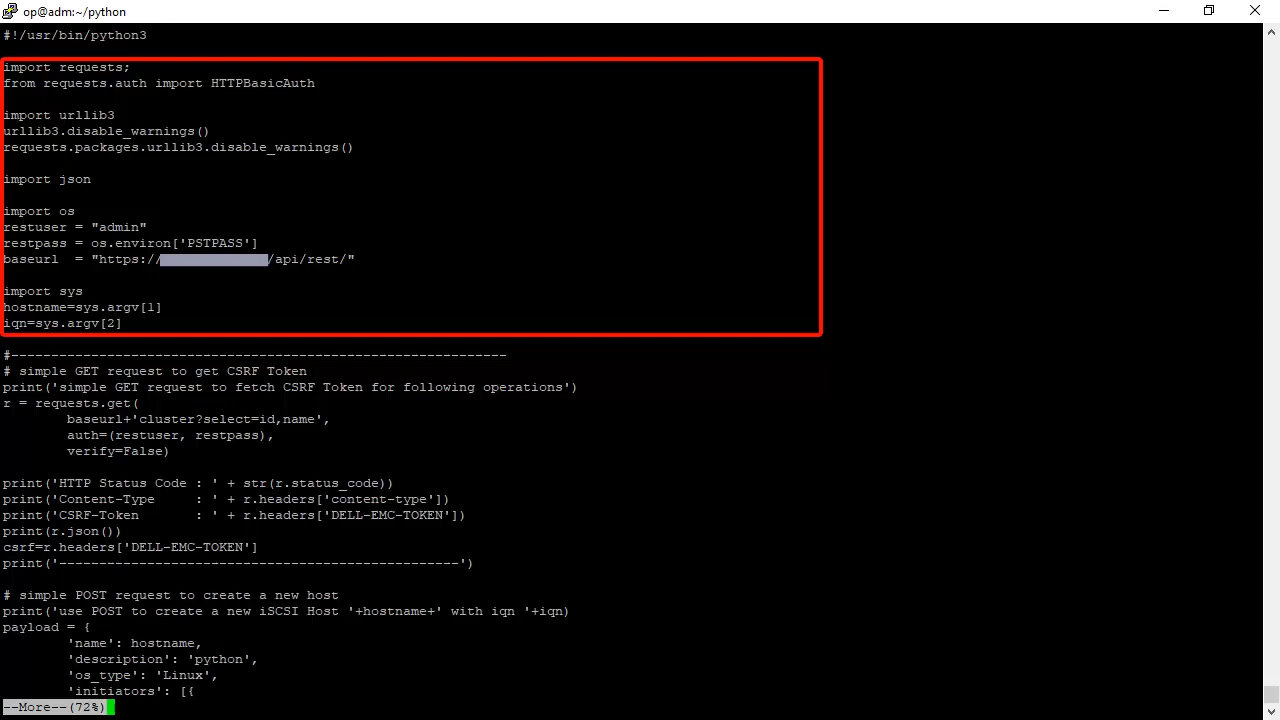 op@adm:~/python
#!/usr/bin/python3
import requests;
from requests.auth import HTTPBasicAuth
import urllib3
urllib3.disable_warnings()
requests.packages.urllib3.disable_warnings()
import json
import os
restuser = "admin"
restpass = os.environ['PSTPASS']
baseurl  = "https:// /api/rest/"
import sys
hostname=sys.argv[1]
iqn=sys.argv[2]
#--------------------------------------------------------------
# simple GET request to get CSRF Token
print('simple GET request to fetch CSRF Token for following operations')
r = requests.get(
        baseurl+'cluster?select=id,name',
        auth=(restuser, restpass),
        verify=False)
print('HTTP Status Code : ' + str(r.status_code))
print('Content-Type     : ' + r.headers['content-type'])
print('CSRF-Token       : ' + r.headers['DELL-EMC-TOKEN'])
print(r.json())
csrf=r.headers['DELL-EMC-TOKEN']
print('--------------------------------------------------')
# simple POST request to create a new host
print('use POST to create a new iSCSI Host '+hostname+' with iqn '+iqn)
payload = {
        'name': hostname,
        'description': 'python',
        'os_type': 'Linux',
        'initiators': [{
--More--(72%)